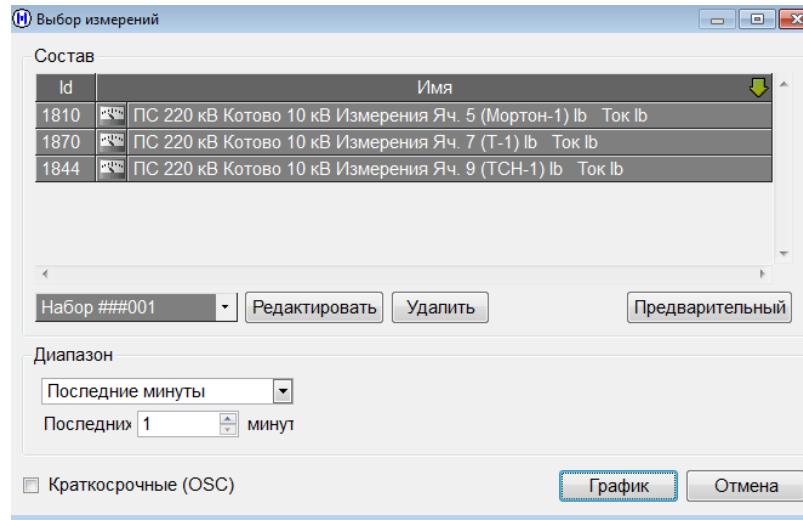 Выбор измерений
Состав
Id Имя
1810 ПС 220 кВ Котово 10 кВ Измерения Яч. 5 (Мортон-1) Ib Ток Ib
1870 ПС 220 кВ Котово 10 кВ Измерения Яч. 7 (Т-1) Ib Ток Ib
1844 ПС 220 кВ Котово 10 кВ Измерения Яч. 9 (ТСН-1) Ib Ток Ib
Набор ###001 Редактировать Удалить Предварительный
Диапазон
Последние минуты
Последних 1 минут
Краткосрочные (OSC) График Отмена